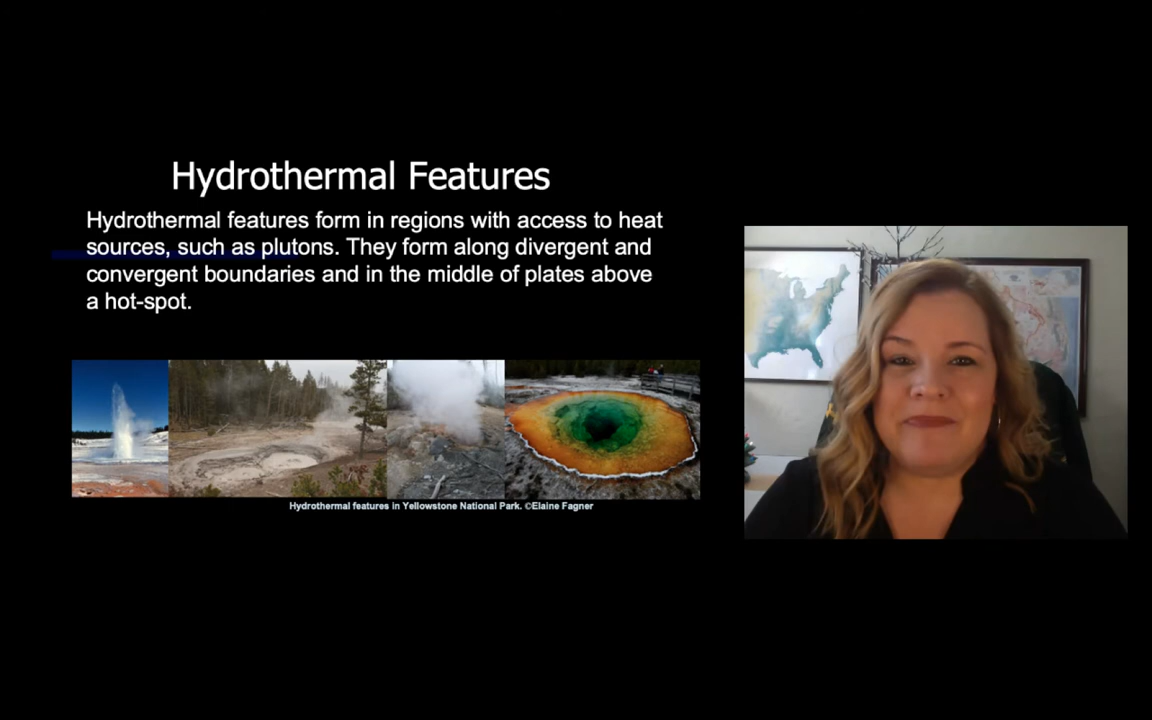 Hydrothermal Features
Hydrothermal features form in regions with access to heat
sources, such as plutons. They form along divergent and
convergent boundaries and in the middle of plates above
a hot-spot.
Hydrothermal features in Yellowstone National Park. ©Elaine Fagner